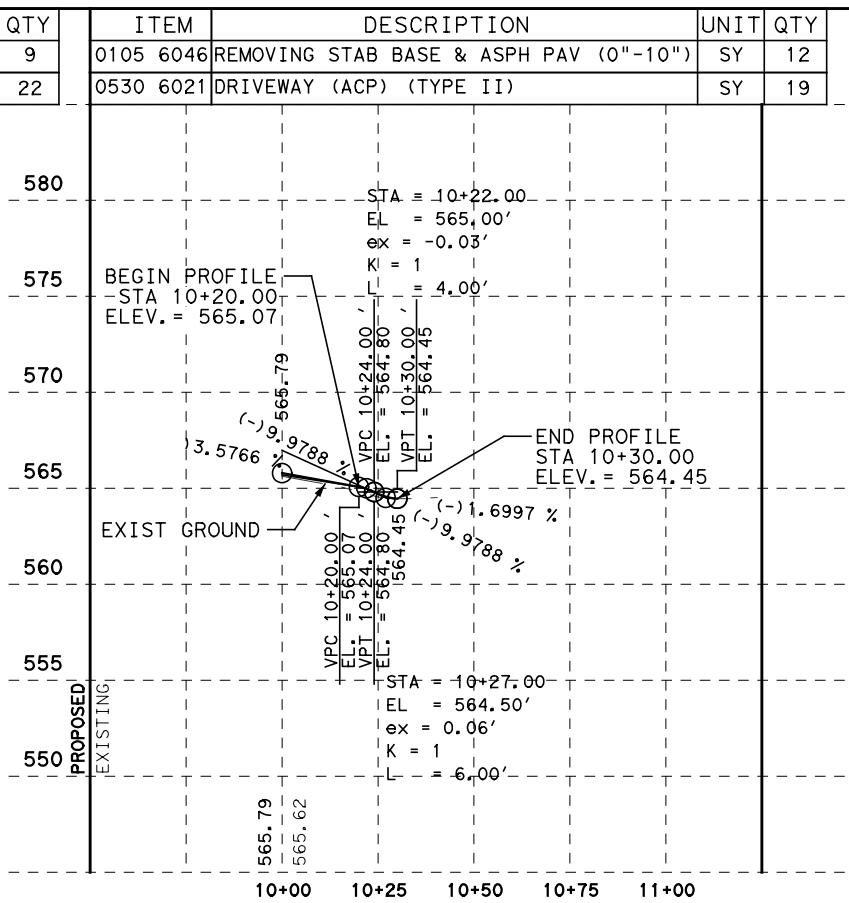 QTY ITEM DESCRIPTION UNIT QTY
9 0105 6046 REMOVING STAB BASE & ASPH PAV (0"-10") SY 12
22 0530 6021 DRIVEWAY (ACP) (TYPE II) SY 19
580
STA = 10+22.00
EL = 565.00'
ex = -0.03'
K = 1
L = 4.00'
575
BEGIN PROFILE
STA 10+20.00
ELEV.= 565.07
570
565.79
VPC 10+24.00 '
EL. = 564.80
VPT 10+30.00 '
EL. = 564.45
(-)9.9788 %
)3.5766 %
END PROFILE
STA 10+30.00
ELEV.= 564.45
565
(-)1.6997 %
(-)9.9788 %
EXIST GROUND
560
VPC 10+20.00 '
EL. = 565.07 '
VPT 10+24.00 '
EL. = 564.80
564.45
555
STA = 10+27.00
EL = 564.50'
ex = 0.06'
K = 1
L = 6.00'
550
PROPOSED
EXISTING
565.79
565.62
10+00 10+25 10+50 10+75 11+00